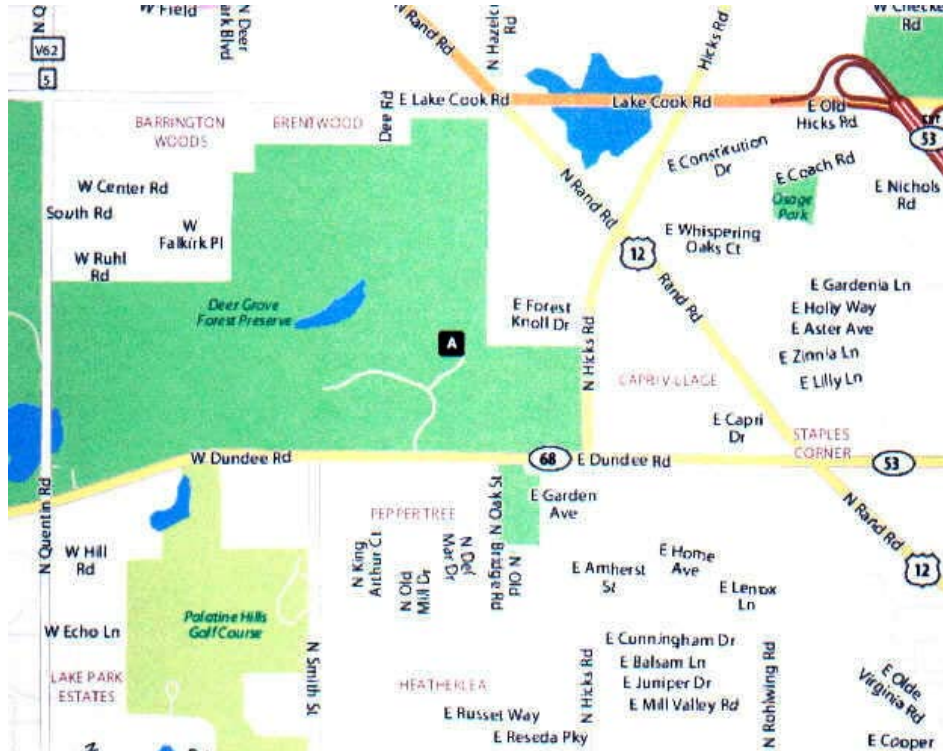 W Field
N Deer
Park Blvd
N Rand Rd
N Hazelc
Rd
Hicks Rd
W Checke
Rd
N Q
V62
5
E Lake Cook Rd
Lake Cook Rd
E Old
Hicks Rd
53
Dee Rd
BARRINGTON
WOODS
BRENTWOOD
E Constitution
Dr
E Coach Rd
W Center Rd
N Rand Rd
Osage
Park
E Nichols
Rd
South Rd
W
Falkirk Pl
E Whispering
Oaks Ct
12
W Ruhl
Rd
Rand Rd
E Gardenia Ln
Deer Grove
Forest Preserve
E Forest
Knoll Dr
E Holly Way
E Aster Ave
A
N Hicks Rd
E Zinnia Ln
CAPRI VILLAGE
E Lilly Ln
E Capri
Dr
STAPLES
CORNER
W Dundee Rd
68
E Dundee Rd
53
N Quentin Rd
N Oak St
E Garden
Ave
N Rand Rd
PEPPERTREE
W Hill
Rd
N King
Arthur Ct
N Old
Mill Dr
N Del
Mar Dr
N Old
Bridge Rd
E Amherst
St
E Home
Ave
12
E Lenox
Ln
Palatine Hills
Golf Course
W Echo Ln
E Cunningham Dr
N Smith St
E Balsam Ln
LAKE PARK
ESTATES
HEATHERLEA
N Hicks Rd
E Juniper Dr
N Rohlwing Rd
E Olde
Virginia Rd
E Mill Valley Rd
E Russet Way
E Reseda Pky
E Cooper